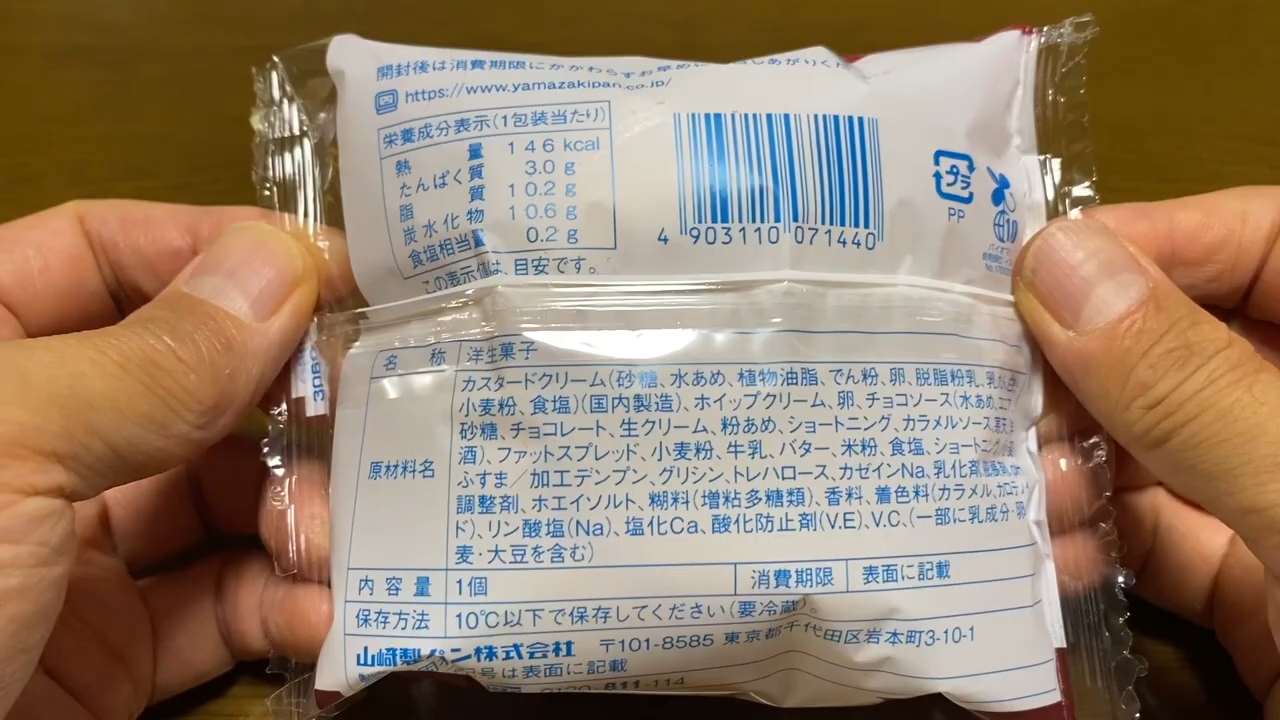 開封後は消費期限にかかわらずお早めに
https://www.yamazakipan.co.jp/
栄養成分表示(1包装当たり)
熱量 146 kcal
たんぱく質 3.0 g
脂質 10.2 g
炭水化物 10.6 g
食塩相当量 0.2 g
この表示値は、目安です。
4 903110 071440
プラ
PP
名称 洋生菓子
原材料名
カスタードクリーム(砂糖、水あめ、植物油脂、でん粉、卵、脱脂粉乳、
小麦粉、食塩)(国内製造)、ホイップクリーム、卵、チョコソース(水あめ、
砂糖、チョコレート、生クリーム、粉あめ、ショートニング、カラメルソース、寒天、
酒)、ファットスプレッド、小麦粉、牛乳、バター、米粉、食塩、ショートニング、
ふすま/加工デンプン、グリシン、トレハロース、カゼインNa、乳化剤、
調整剤、ホエイソルト、糊料(増粘多糖類)、香料、着色料(カラメル、
ド)、リン酸塩(Na)、塩化Ca、酸化防止剤(V.E)、V.C、(一部に乳成分・卵
麦・大豆を含む)
内容量 1個 消費期限 表面に記載
保存方法 10℃以下で保存してください(要冷蔵)。
山崎製パン株式会社 〒101-8585 東京都千代田区岩本町3-10-1
記号は表面に記載
811-114